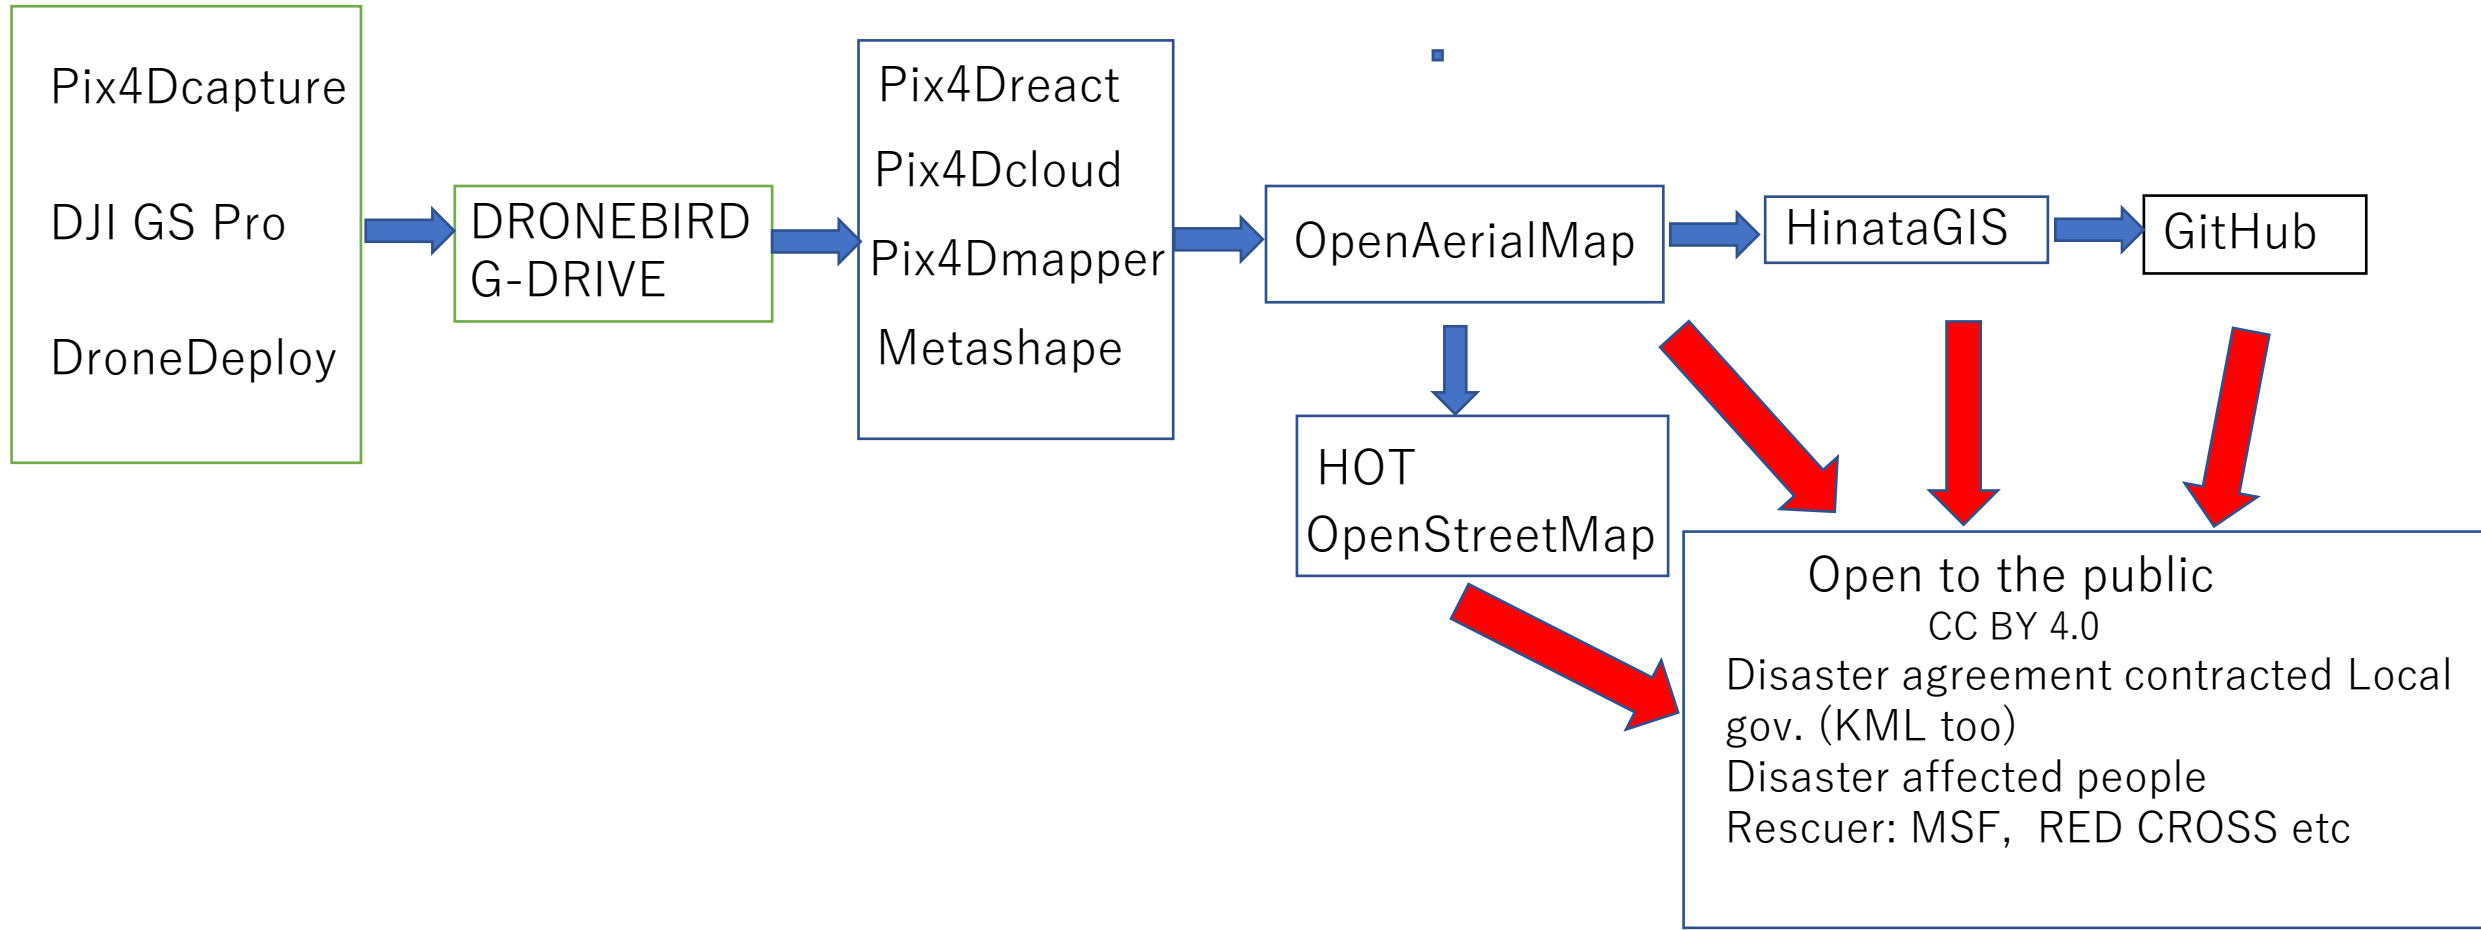 Pix4Dcapture
DJI GS Pro
DroneDeploy
DRONEBIRD
G-DRIVE
Pix4Dreact
Pix4Dcloud
Pix4Dmapper
Metashape
OpenAerialMap
HinataGIS
GitHub
HOT
OpenStreetMap
Open to the public
CC BY 4.0
Disaster agreement contracted Local
gov. (KML too)
Disaster affected people
Rescuer: MSF, RED CROSS etc